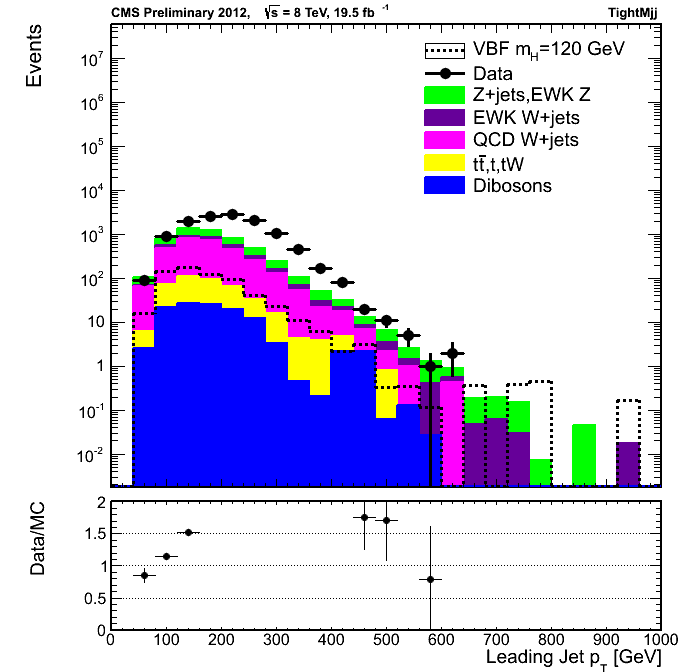 CMS Preliminary 2012, √s = 8 TeV, 19.5 fb⁻¹ TightMjj
Events
10⁷
10⁶
10⁵
10⁴
10³
10²
10
1
10⁻¹
10⁻²
VBF m_H=120 GeV
Data
Z+jets,EWK Z
EWK W+jets
QCD W+jets
tt̄,t,tW
Dibosons
Data/MC
2
1.5
1
0.5
0
0 100 200 300 400 500 600 700 800 900 1000
Leading Jet p_T [GeV]